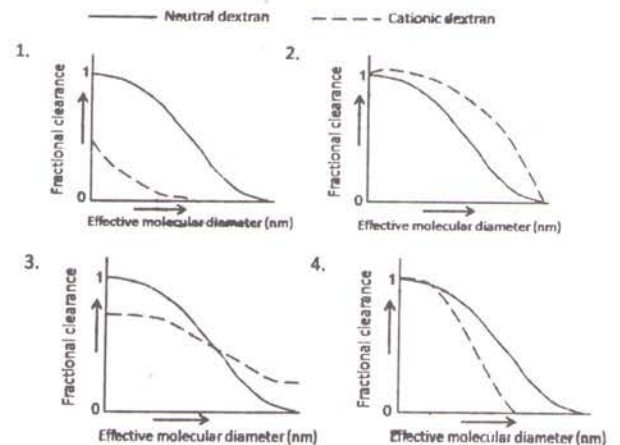 Neutral dextran Cationic dextran
1.
1
Fractional clearance
0
Effective molecular diameter (nm)
2.
1
Fractional clearance
0
Effective molecular diameter (nm)
3.
1
Fractional clearance
0
Effective molecular diameter (nm)
4.
1
Fractional clearance
0
Effective molecular diameter (nm)